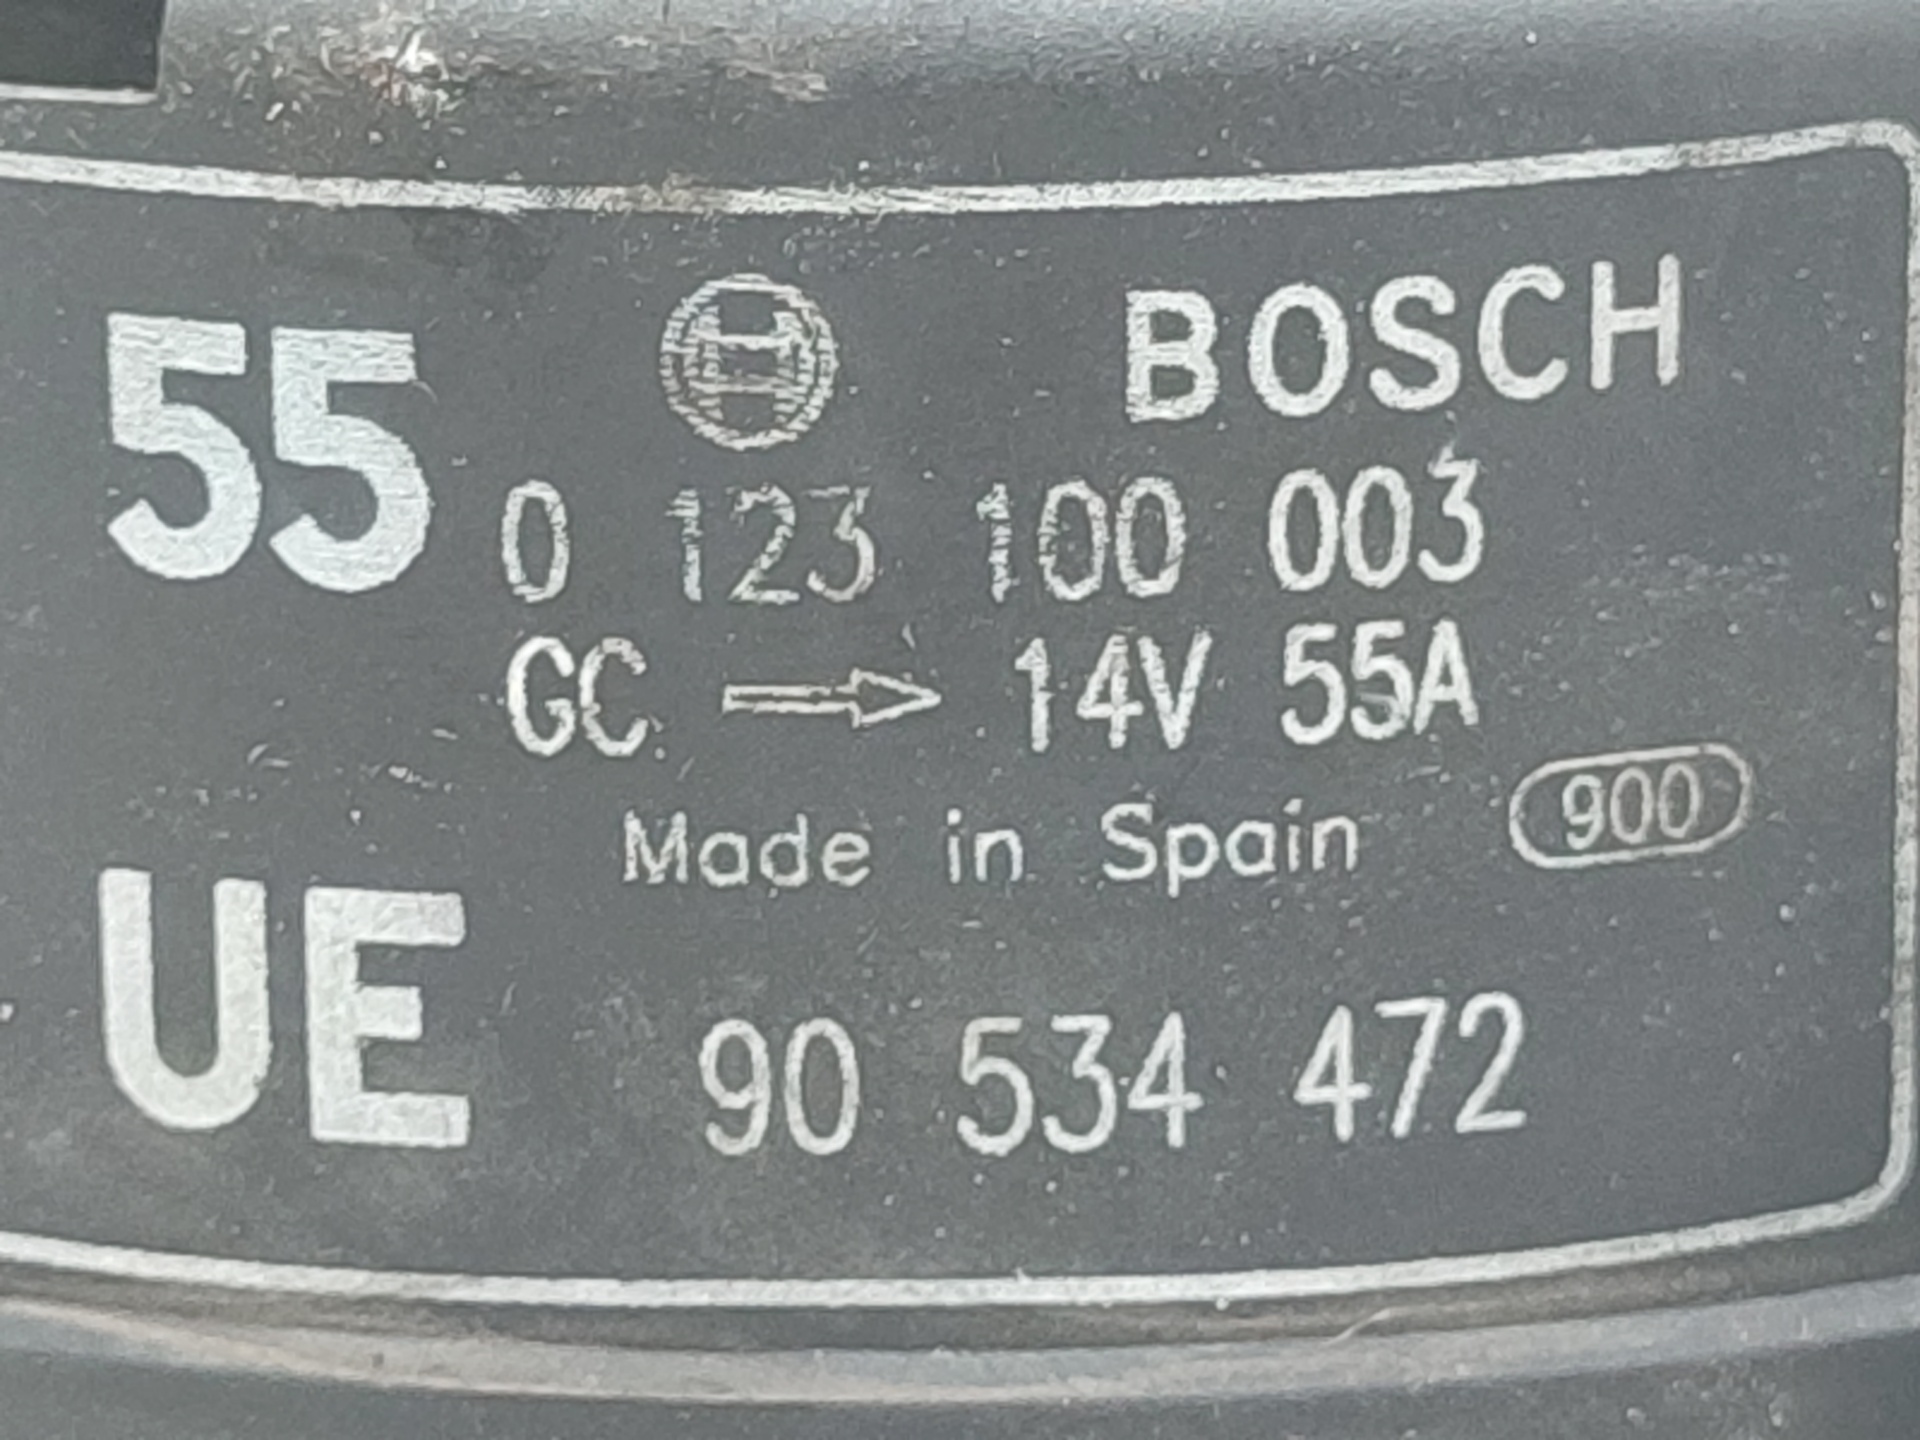 55 BOSCH
0 123 100 003
GC → 14V 55A
Made in Spain 900
UE 90 534 472